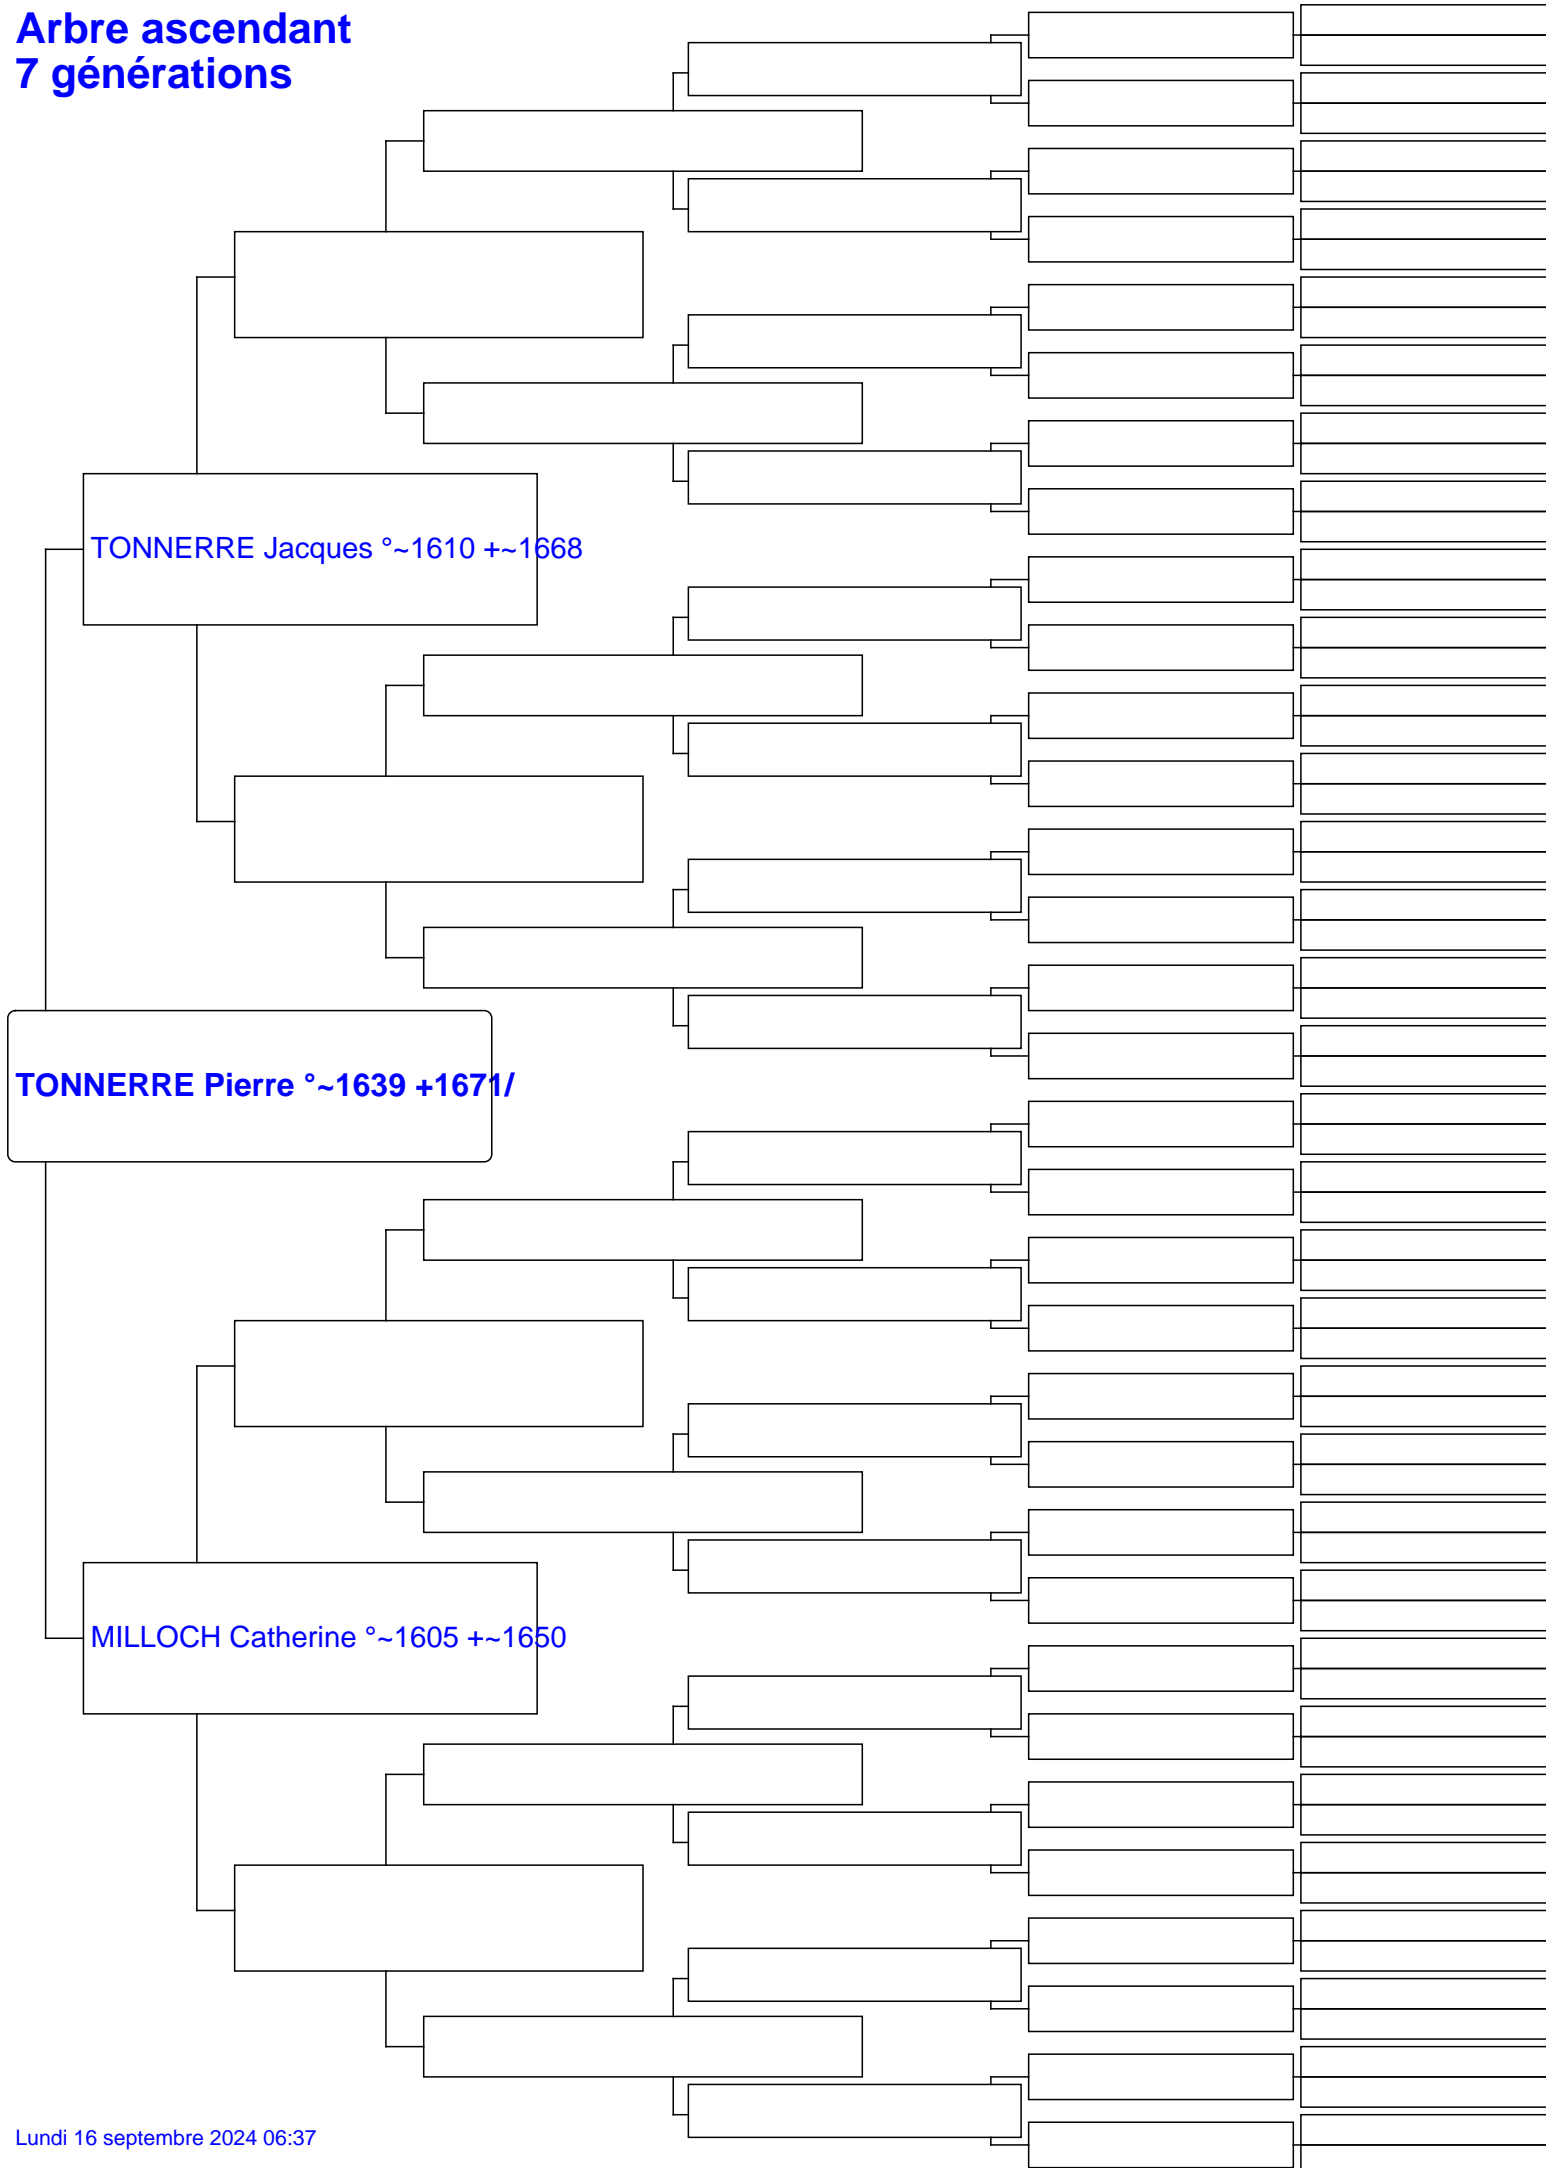 Arbre ascendant
7 générations
TONNERRE Jacques °~1610 +~1668
TONNERRE Pierre °~1639 +1671/
MILLOCH Catherine °~1605 +~1650
Lundi 16 septembre 2024 06:37